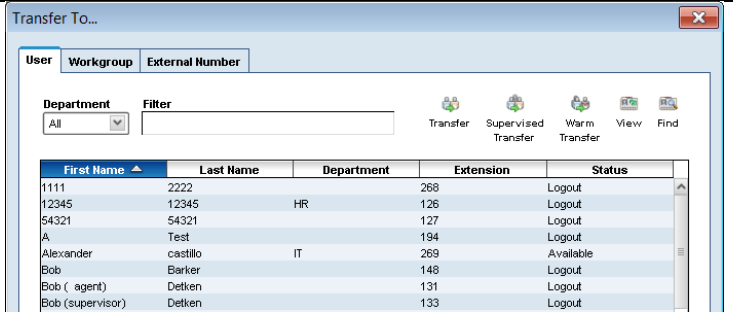 Transfer To...
User Workgroup External Number
Department Filter
All
Transfer Supervised Transfer Warm Transfer View Find
First Name Last Name Department Extension Status
1111 2222 268 Logout
12345 12345 HR 126 Logout
54321 54321 127 Logout
A Test 194 Logout
Alexander castillo IT 269 Available
Bob Barker 148 Logout
Bob ( agent) Detken 131 Logout
Bob (supervisor) Detken 133 Logout